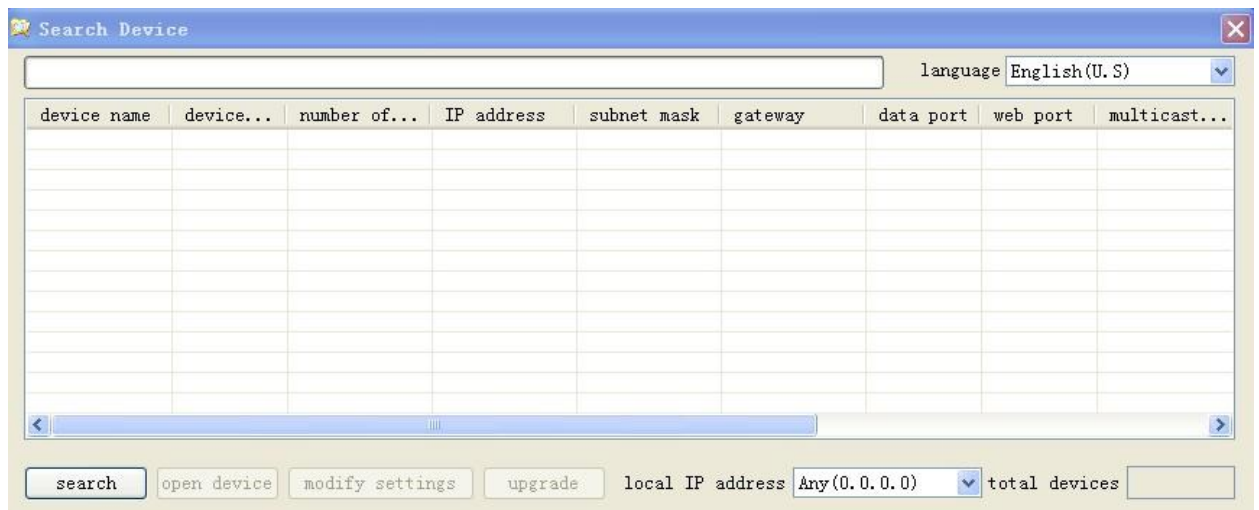 Search Device
language English(U.S)
device name device... number of... IP address subnet mask gateway data port web port multicast...
search open device modify settings upgrade local IP address Any(0.0.0.0) total devices